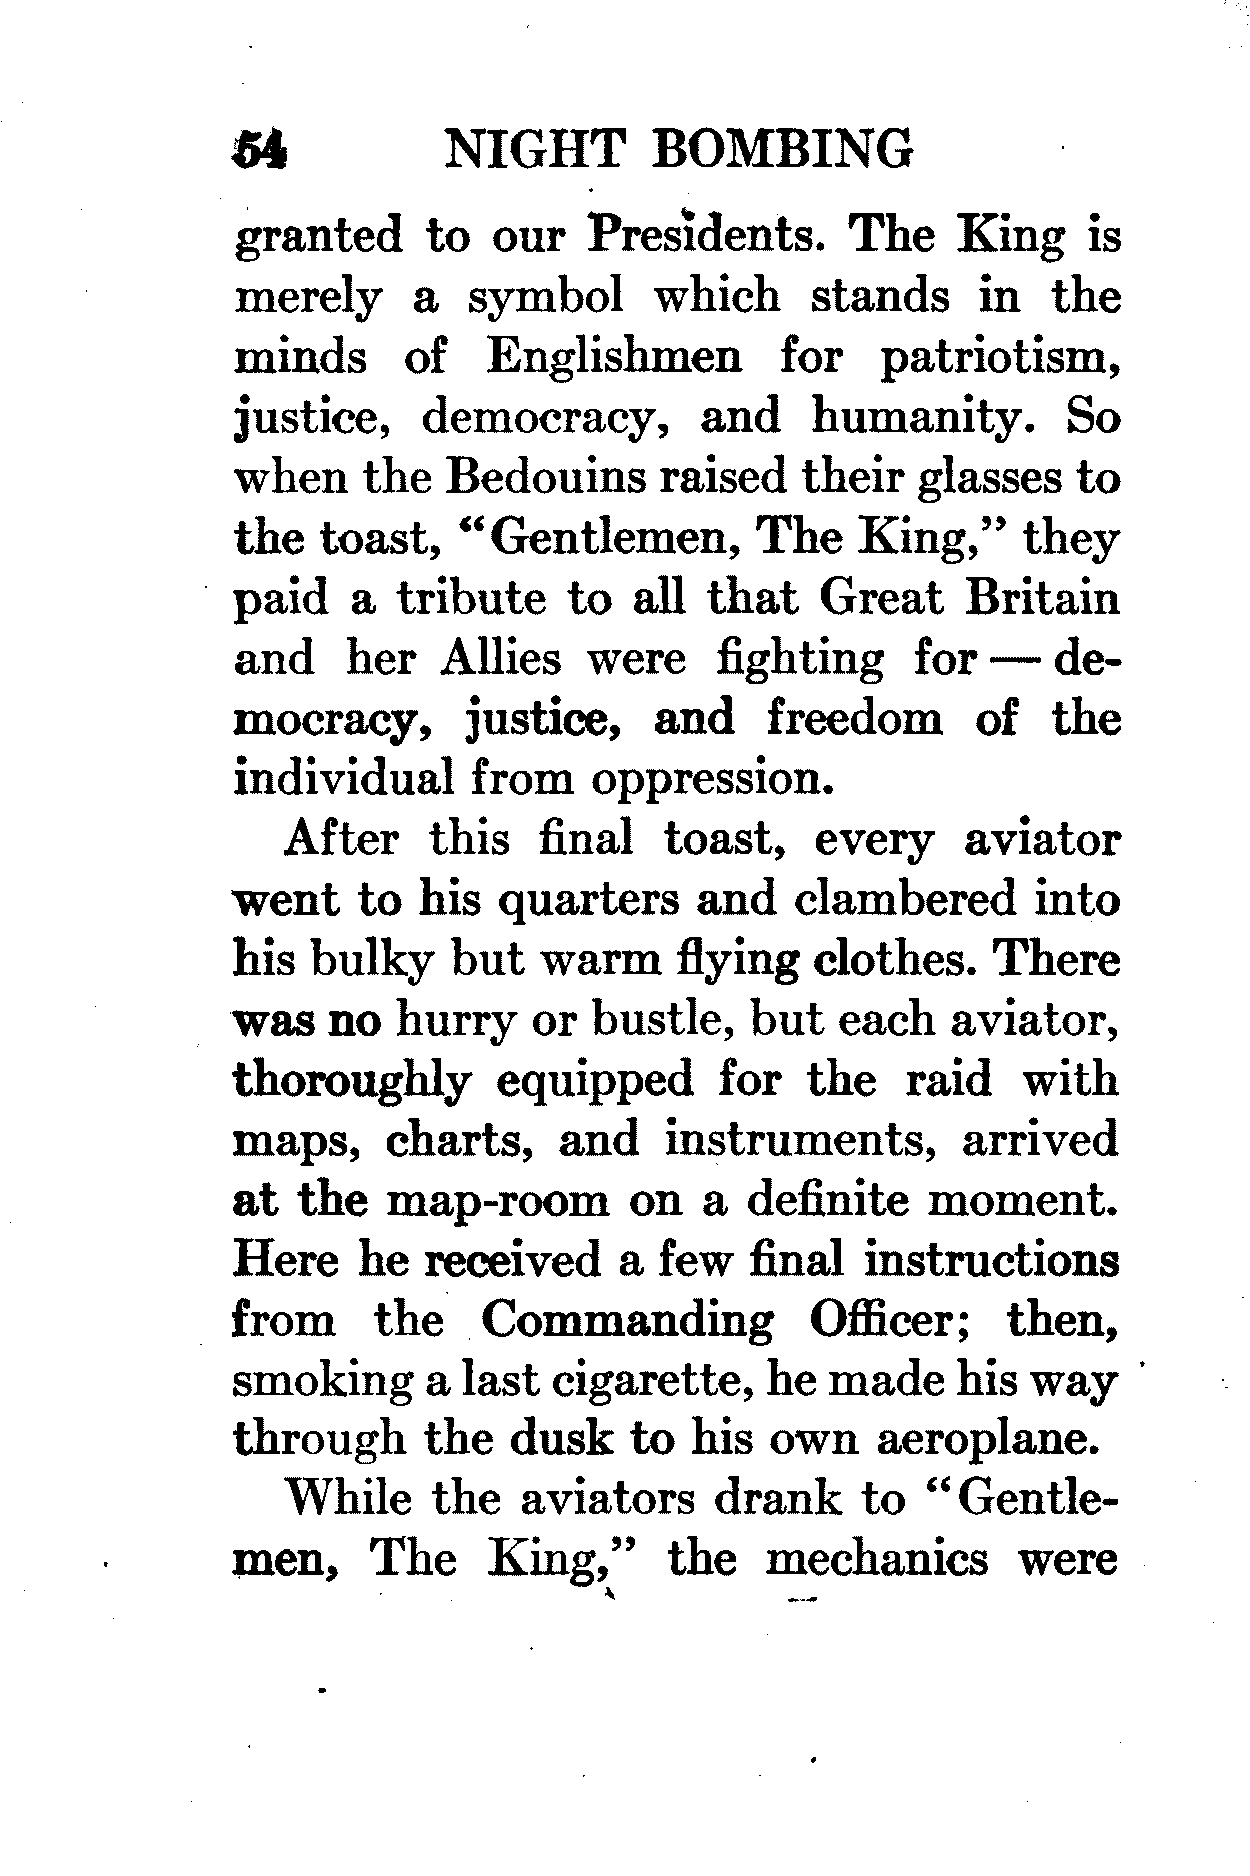 54 NIGHT BOMBING
granted to our Presidents. The King is
merely a symbol which stands in the
minds of Englishmen for patriotism,
justice, democracy, and humanity. So
when the Bedouins raised their glasses to
the toast, “Gentlemen, The King,” they
paid a tribute to all that Great Britain
and her Allies were fighting for — de-
mocracy, justice, and freedom of the
individual from oppression.
After this final toast, every aviator
went to his quarters and clambered into
his bulky but warm flying clothes. There
was no hurry or bustle, but each aviator,
thoroughly equipped for the raid with
maps, charts, and instruments, arrived
at the map-room on a definite moment.
Here he received a few final instructions
from the Commanding Officer; then,
smoking a last cigarette, he made his way
through the dusk to his own aeroplane.
While the aviators drank to “Gentle-
men, The King,” the mechanics were